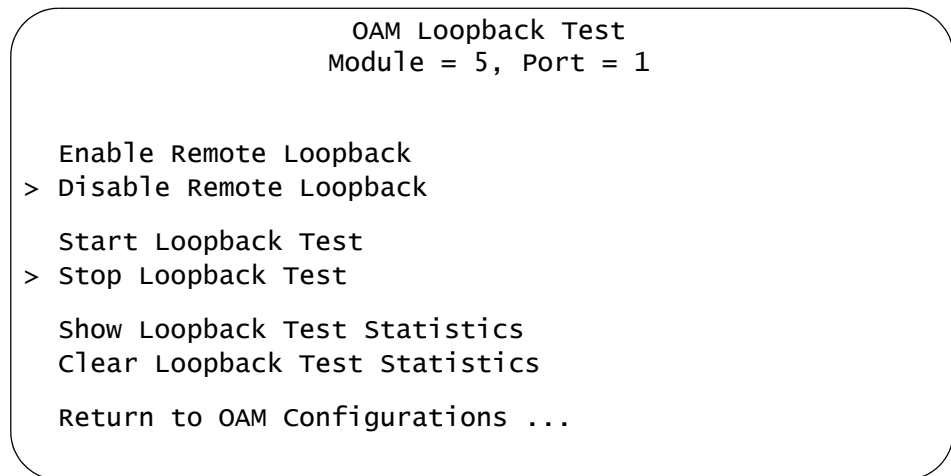 OAM Loopback Test
Module = 5, Port = 1
Enable Remote Loopback
> Disable Remote Loopback
Start Loopback Test
> Stop Loopback Test
Show Loopback Test Statistics
Clear Loopback Test Statistics
Return to OAM Configurations ...